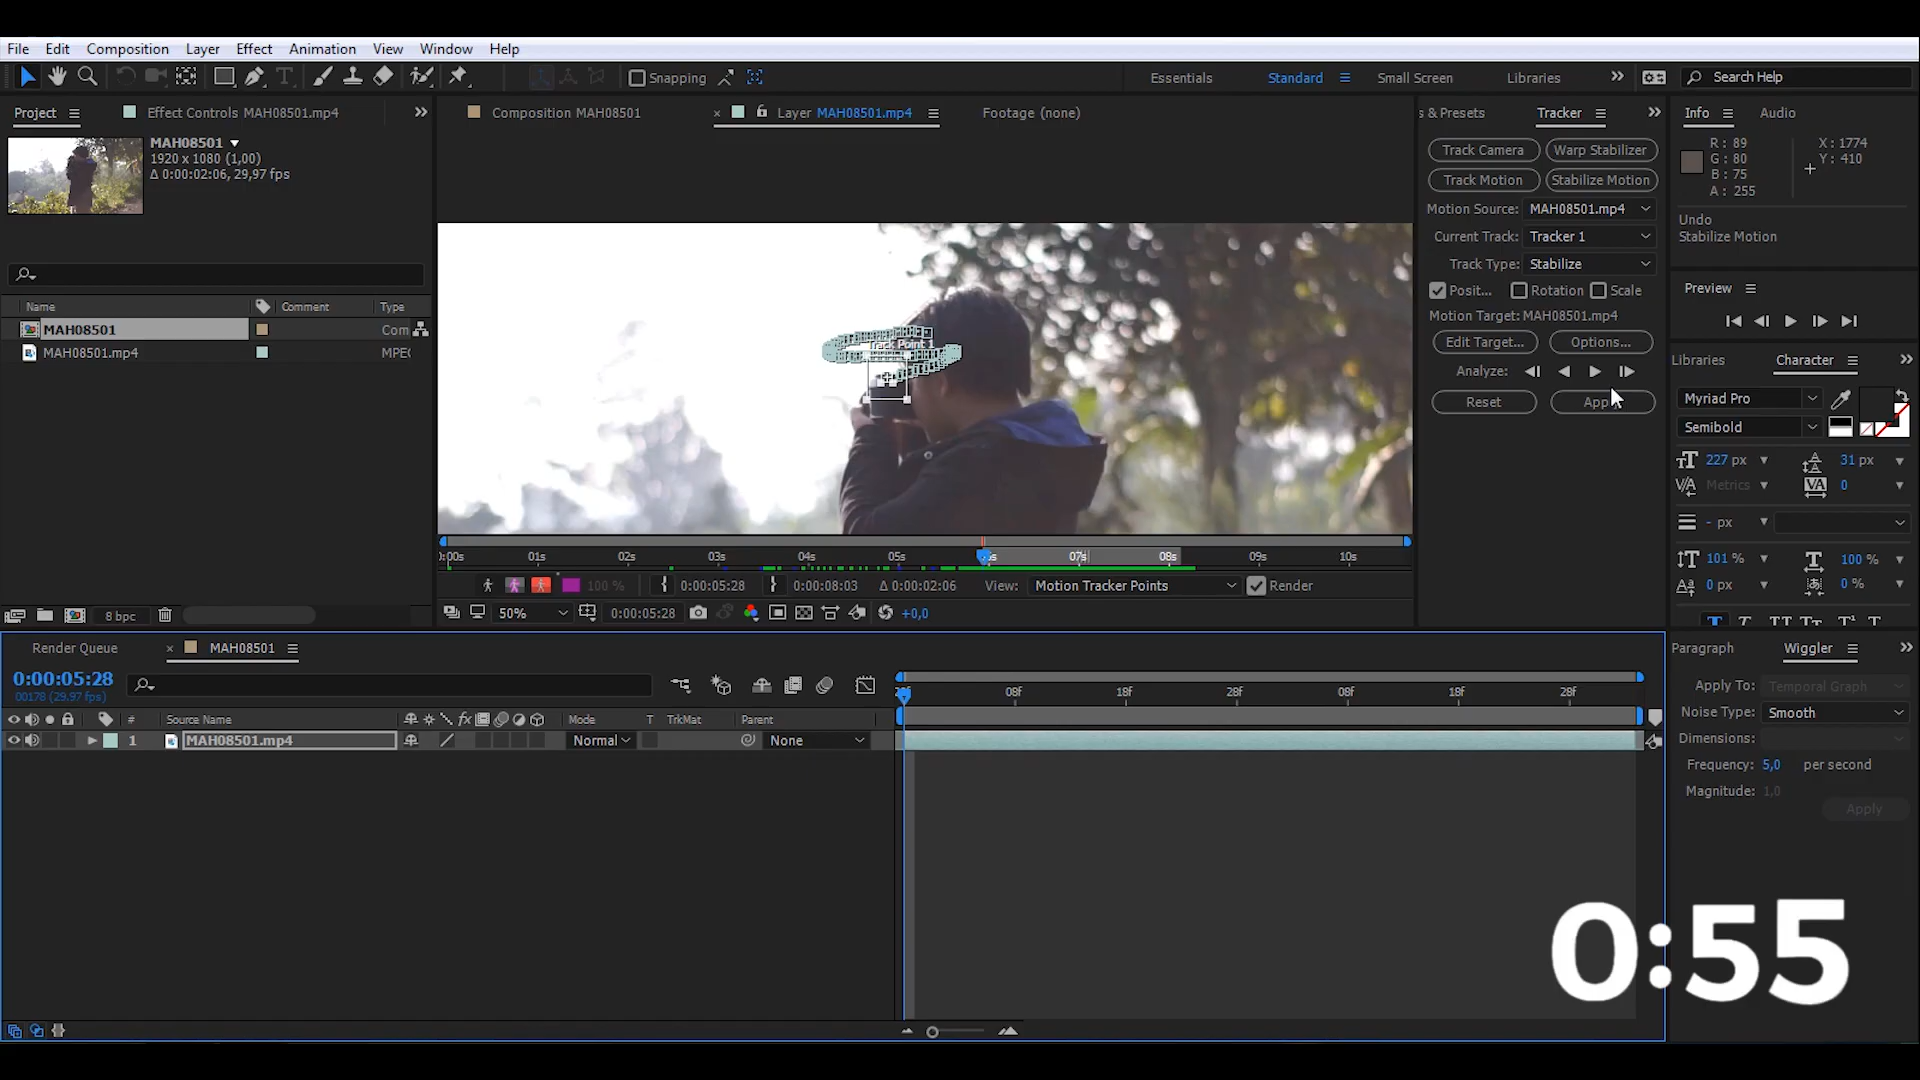 File Edit Composition Layer Effect Animation View Window Help
Snapping Essentials Standard Small Screen Libraries Search Help
Project Effect Controls MAH08501.mp4
MAH08501
1920 x 1080 (1,00)
Δ 0:00:02:06, 29,97 fps
Name Comment Type
MAH08501 Com
MAH08501.mp4 MPEG
8 bpc
Composition MAH08501 Layer MAH08501.mp4 Footage (none)
Track Point 1
:00s 01s 02s 03s 04s 05s 07s 08s 09s 10s
100 % 0:00:05:28 0:00:08:03 Δ 0:00:02:06 View: Motion Tracker Points Render
50% 0:00:05:28 +0,0
s & Presets Tracker
Track Camera Warp Stabilizer
Track Motion Stabilize Motion
Motion Source: MAH08501.mp4
Current Track: Tracker 1
Track Type: Stabilize
Posit... Rotation Scale
Motion Target: MAH08501.mp4
Edit Target... Options...
Analyze:
Reset Apply
Info Audio
R: 89 X: 1774
G: 80 Y: 410
B: 75
A: 255
Undo
Stabilize Motion
Preview
Libraries Character
Myriad Pro
Semibold
227 px 31 px
Metrics 0
- px
101 % 100 %
0 px 0 %
Render Queue MAH08501
0:00:05:28
00178 (29.97 fps)
08f 18f 28f 08f 18f 28f
# Source Name Mode T TrkMat Parent
1 MAH08501.mp4 Normal None
Paragraph Wiggler
Apply To: Temporal Graph
Noise Type: Smooth
Dimensions:
Frequency: 5,0 per second
Magnitude: 1,0
Apply
0:55